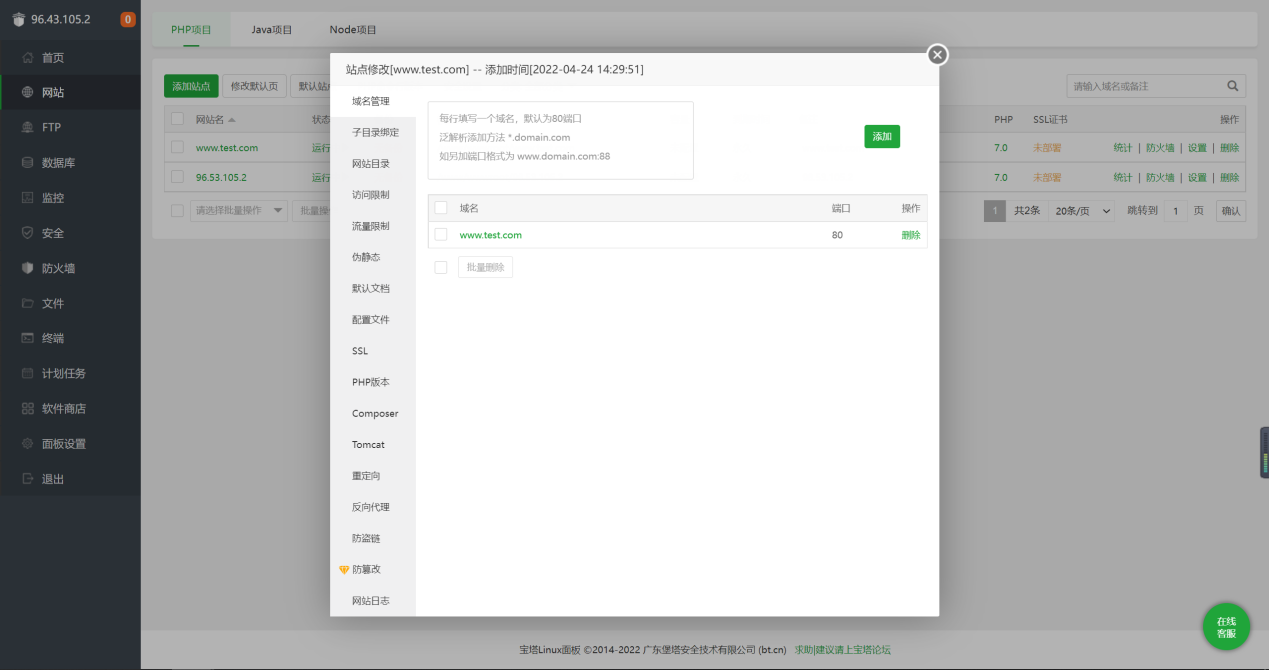 96.43.105.2 0
首页
网站
FTP
数据库
监控
安全
防火墙
文件
终端
计划任务
软件商店
面板设置
退出
PHP项目 Java项目 Node项目
添加站点 修改默认页 默认站
请输入域名或备注
网站名 状态 PHP SSL证书 操作
www.test.com 运行 7.0 未部署 统计 | 防火墙 | 设置 | 删除
96.53.105.2 运行 7.0 未部署 统计 | 防火墙 | 设置 | 删除
请选择批量操作 批量操
1 共2条 20条/页 跳转到 1 页 确认
站点修改[www.test.com] -- 添加时间[2022-04-24 14:29:51]
域名管理
子目录绑定
网站目录
访问限制
流量限制
伪静态
默认文档
配置文件
SSL
PHP版本
Composer
Tomcat
重定向
反向代理
防盗链
防篡改
网站日志
每行填写一个域名，默认为80端口
泛解析添加方法 *.domain.com
如另加端口格式为 www.domain.com:88
添加
域名 端口 操作
www.test.com 80 删除
批量删除
宝塔Linux面板 ©2014-2022 广东堡塔安全技术有限公司 (bt.cn) 求助|建议请上宝塔论坛
在线
客服